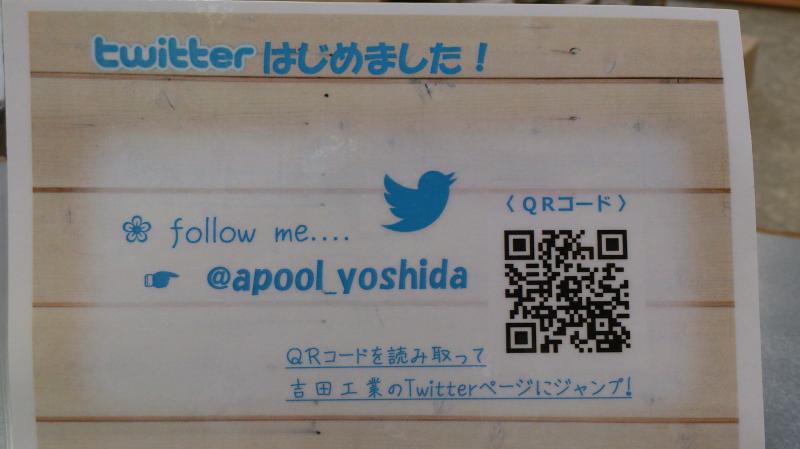 twitterはじめました！
follow me....
@apool_yoshida
〈QRコード〉
QRコードを読み取って
吉田工業のTwitterページにジャンプ!